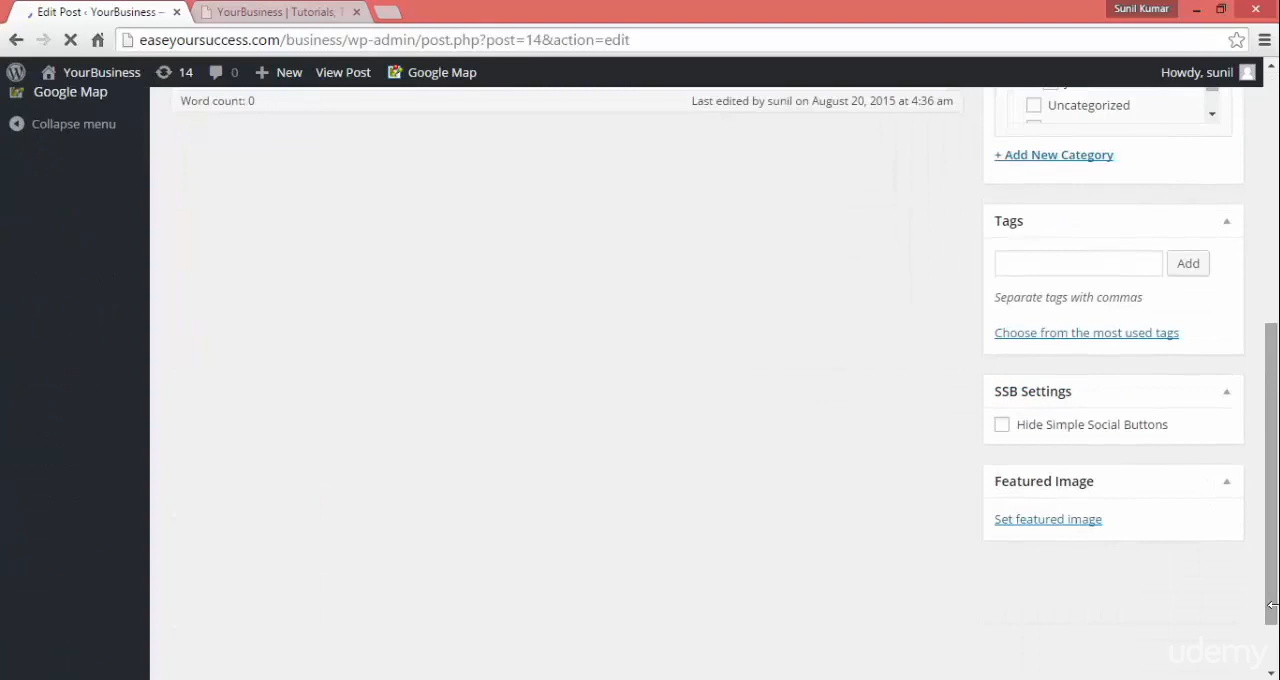 Edit Post ‹ YourBusiness —
YourBusiness | Tutorials,
Sunil Kumar
easeyoursuccess.com/business/wp-admin/post.php?post=14&action=edit
YourBusiness 14 0 New View Post Google Map Howdy, sunil
Google Map
Collapse menu
Word count: 0
Last edited by sunil on August 20, 2015 at 4:36 am
Uncategorized
+ Add New Category
Tags
Add
Separate tags with commas
Choose from the most used tags
SSB Settings
Hide Simple Social Buttons
Featured Image
Set featured image
udemy